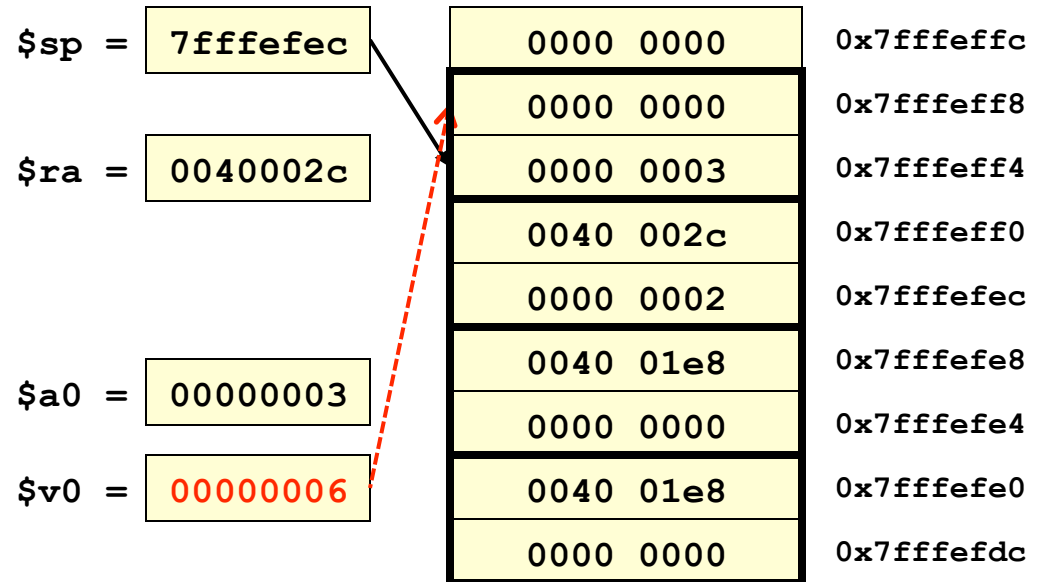 $sp = 7fffefec 0000 0000 0x7fffeffc
0000 0000 0x7fffeff8
$ra = 0040002c 0000 0003 0x7fffeff4
0040 002c 0x7fffeff0
0000 0002 0x7fffefec
$a0 = 00000003 0040 01e8 0x7fffefe8
0000 0000 0x7fffefe4
$v0 = 00000006 0040 01e8 0x7fffefe0
0000 0000 0x7fffefdc